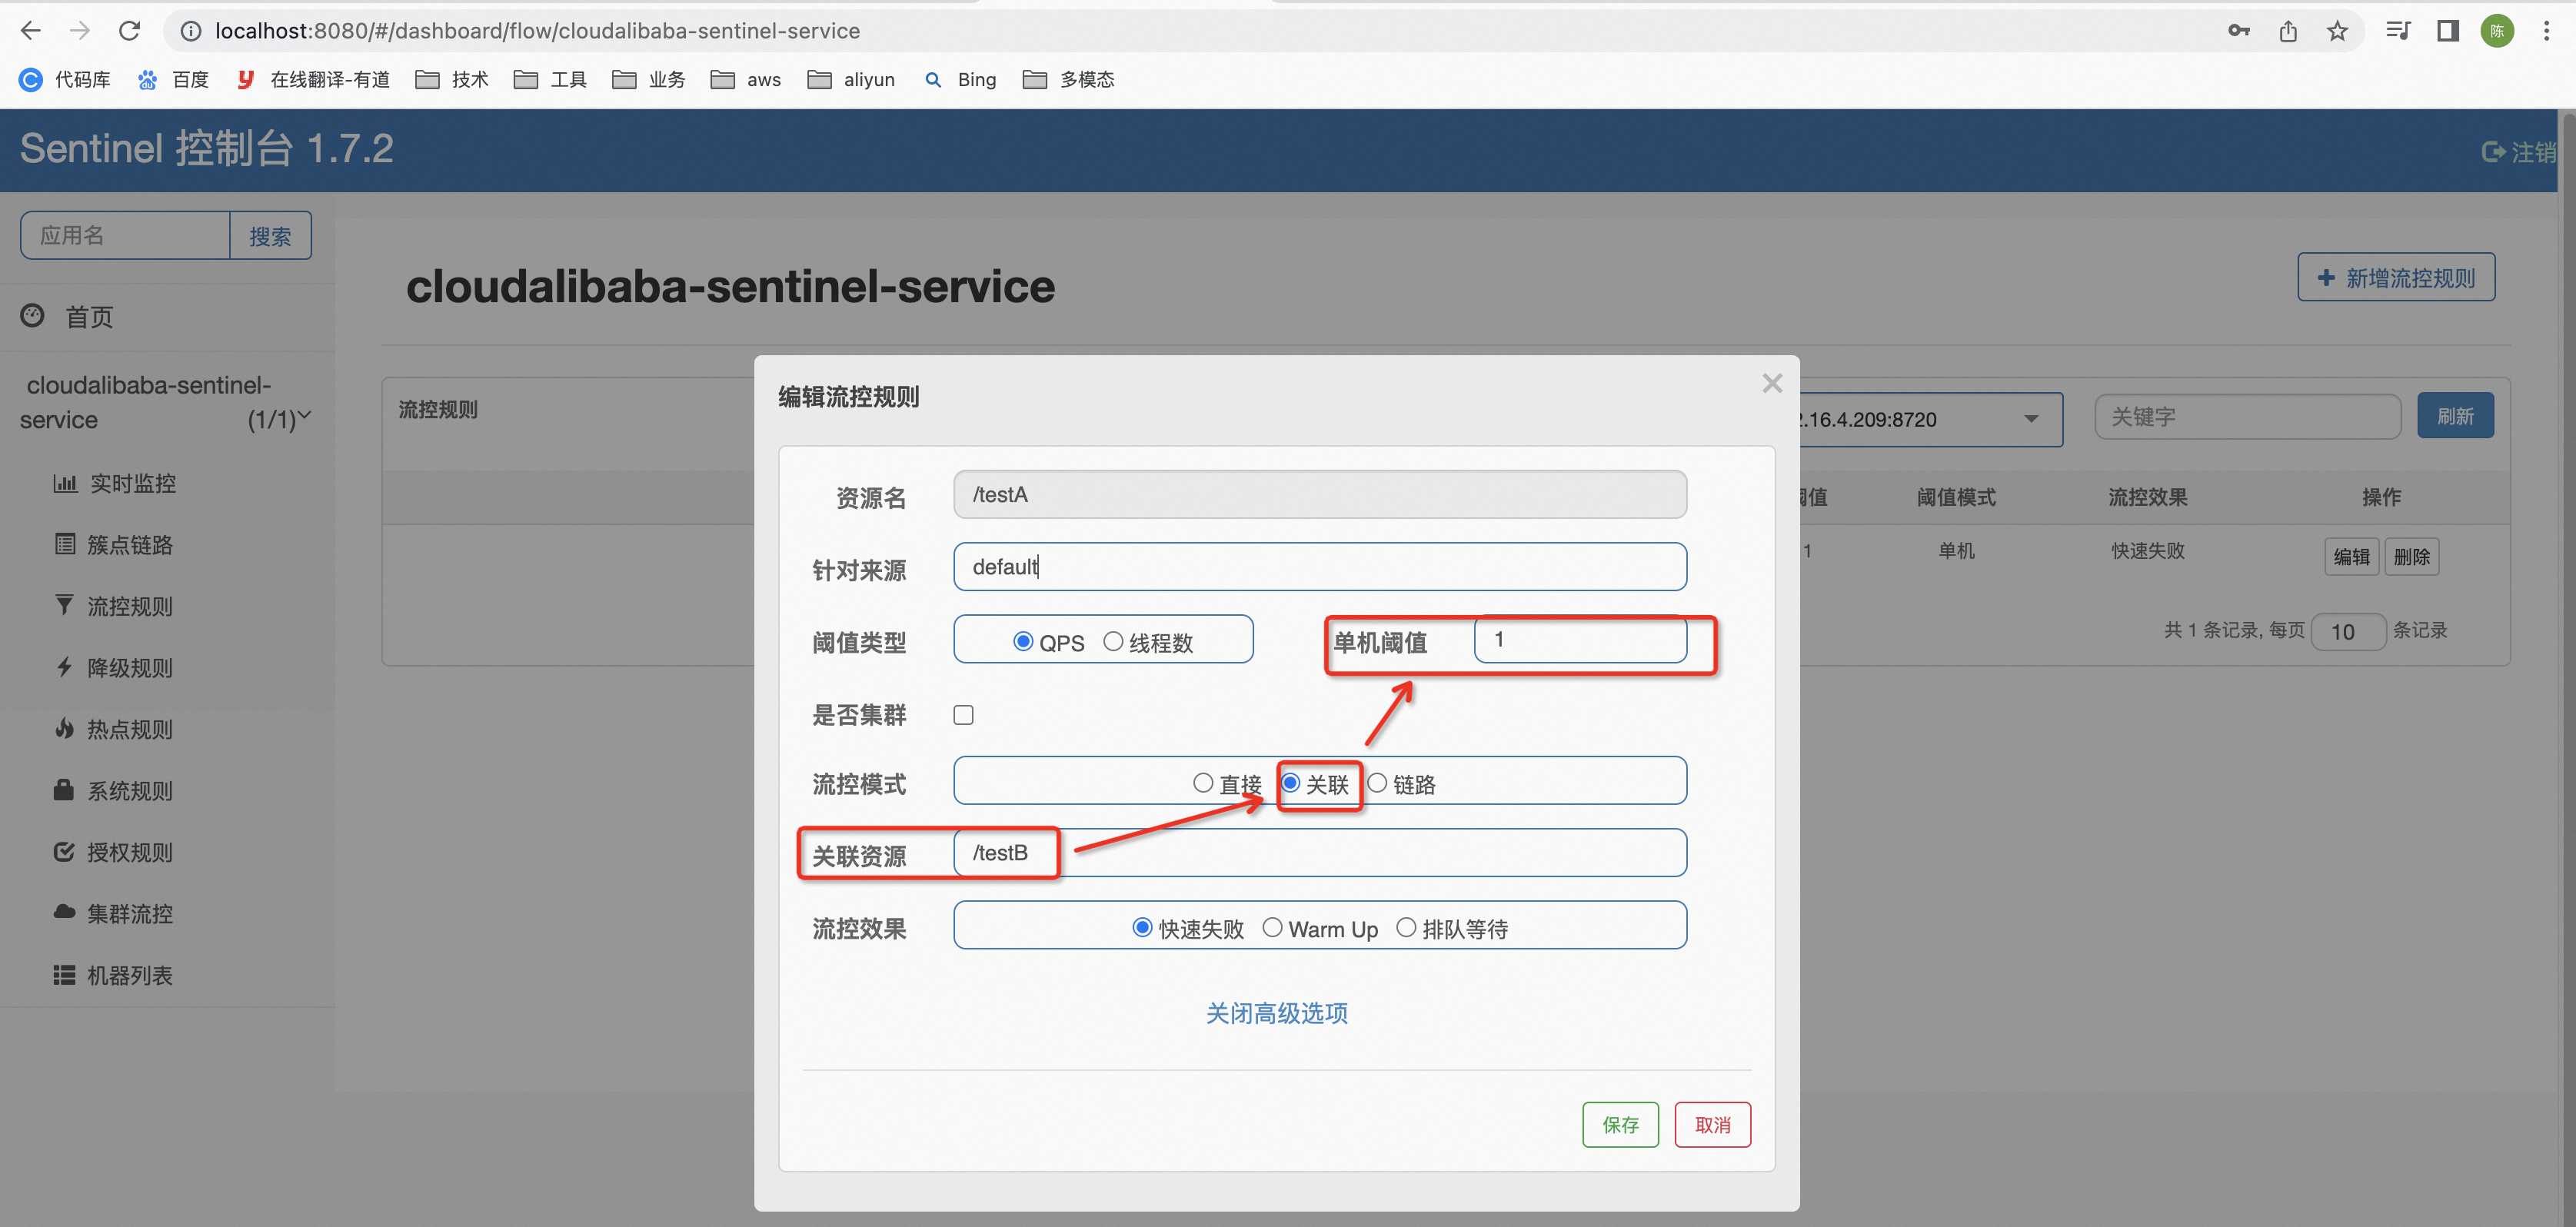 localhost:8080/#/dashboard/flow/cloudalibaba-sentinel-service
陈
代码库 百度 在线翻译-有道 技术 工具 业务 aws aliyun Bing 多模态
Sentinel 控制台 1.7.2
注销
应用名 搜索
首页
cloudalibaba-sentinel-
service (1/1)
实时监控
簇点链路
流控规则
降级规则
热点规则
系统规则
授权规则
集群流控
机器列表
cloudalibaba-sentinel-service
新增流控规则
流控规则
2.16.4.209:8720 关键字 刷新
阈值 阈值模式 流控效果 操作
1 单机 快速失败 编辑 删除
共 1 条记录, 每页 10 条记录
编辑流控规则
资源名 /testA
针对来源 default
阈值类型 QPS 线程数 单机阈值 1
是否集群
流控模式 直接 关联 链路
关联资源 /testB
流控效果 快速失败 Warm Up 排队等待
关闭高级选项
保存 取消